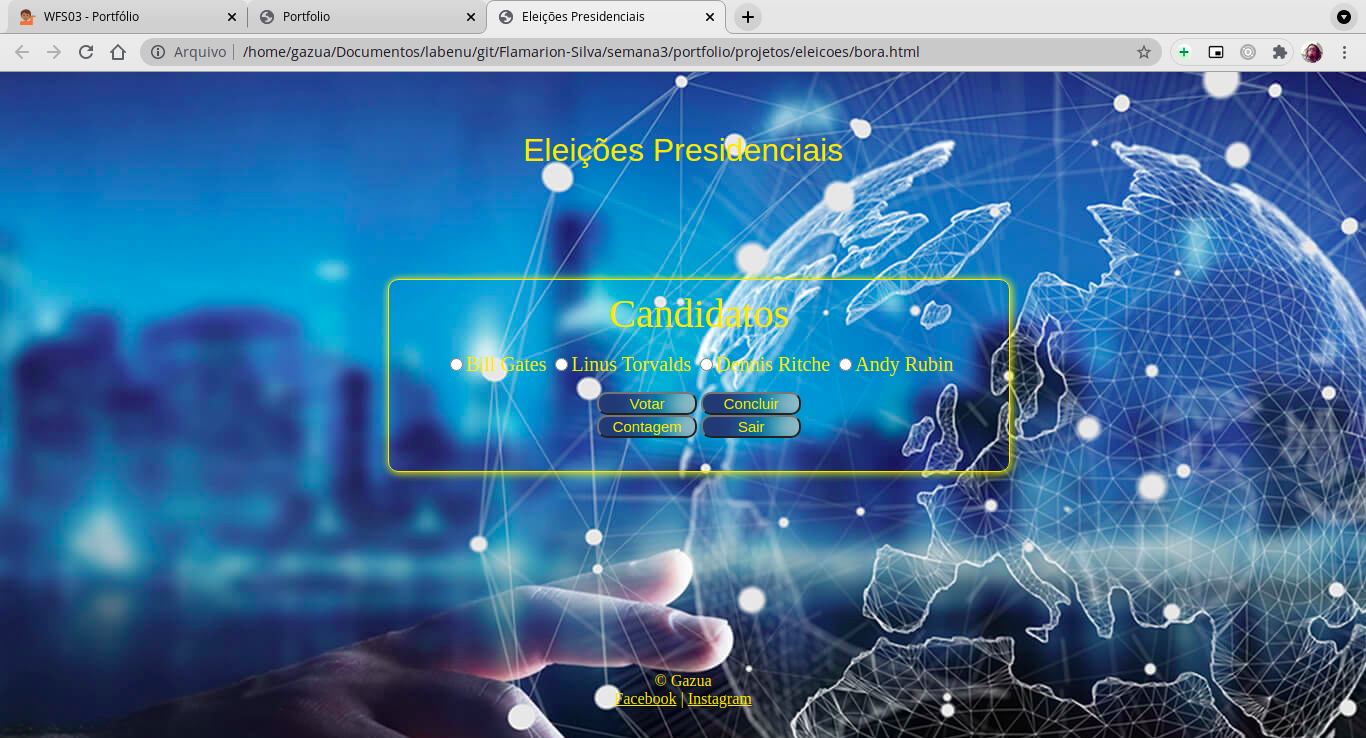 WFS03 - Portfólio
Portfolio
Eleições Presidenciais
Arquivo
/home/gazua/Documentos/labenu/git/Flamarion-Silva/semana3/portfolio/projetos/eleicoes/bora.html
Eleições Presidenciais
Candidatos
Bill Gates Linus Torvalds Dennis Ritche Andy Rubin
Votar Concluir
Contagem Sair
© Gazua
Facebook | Instagram